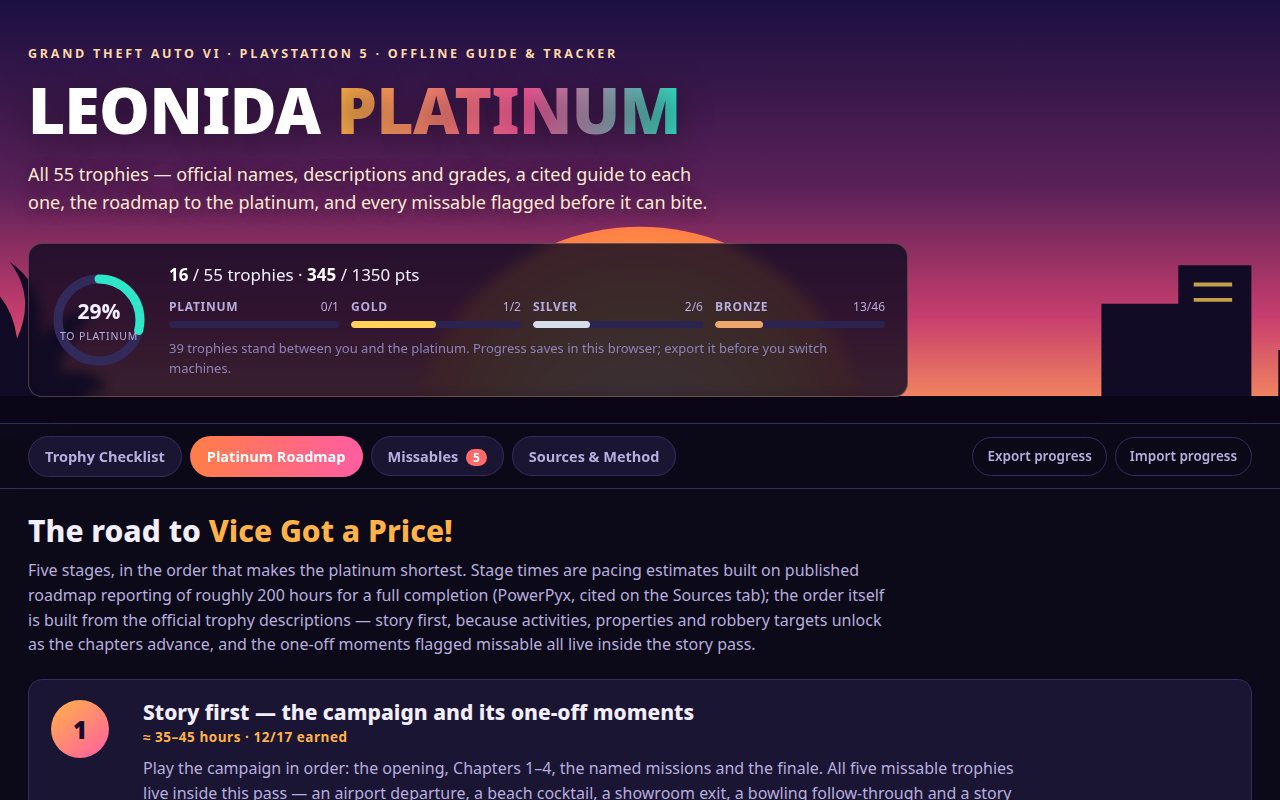 GRAND THEFT AUTO VI · PLAYSTATION 5 · OFFLINE GUIDE & TRACKER
LEONIDA PLATINUM
All 55 trophies — official names, descriptions and grades, a cited guide to each
one, the roadmap to the platinum, and every missable flagged before it can bite.
29%
TO PLATINUM
16 / 55 trophies · 345 / 1350 pts
PLATINUM 0/1 GOLD 1/2 SILVER 2/6 BRONZE 13/46
39 trophies stand between you and the platinum. Progress saves in this browser; export it before you switch
machines.
Trophy Checklist Platinum Roadmap Missables 5 Sources & Method Export progress Import progress
The road to Vice Got a Price!
Five stages, in the order that makes the platinum shortest. Stage times are pacing estimates built on published
roadmap reporting of roughly 200 hours for a full completion (PowerPyx, cited on the Sources tab); the order itself
is built from the official trophy descriptions — story first, because activities, properties and robbery targets unlock
as the chapters advance, and the one-off moments flagged missable all live inside the story pass.
1
Story first — the campaign and its one-off moments
≈ 35–45 hours · 12/17 earned
Play the campaign in order: the opening, Chapters 1–4, the named missions and the finale. All five missable trophies
live inside this pass — an airport departure, a beach cocktail, a showroom exit, a bowling follow-through and a story